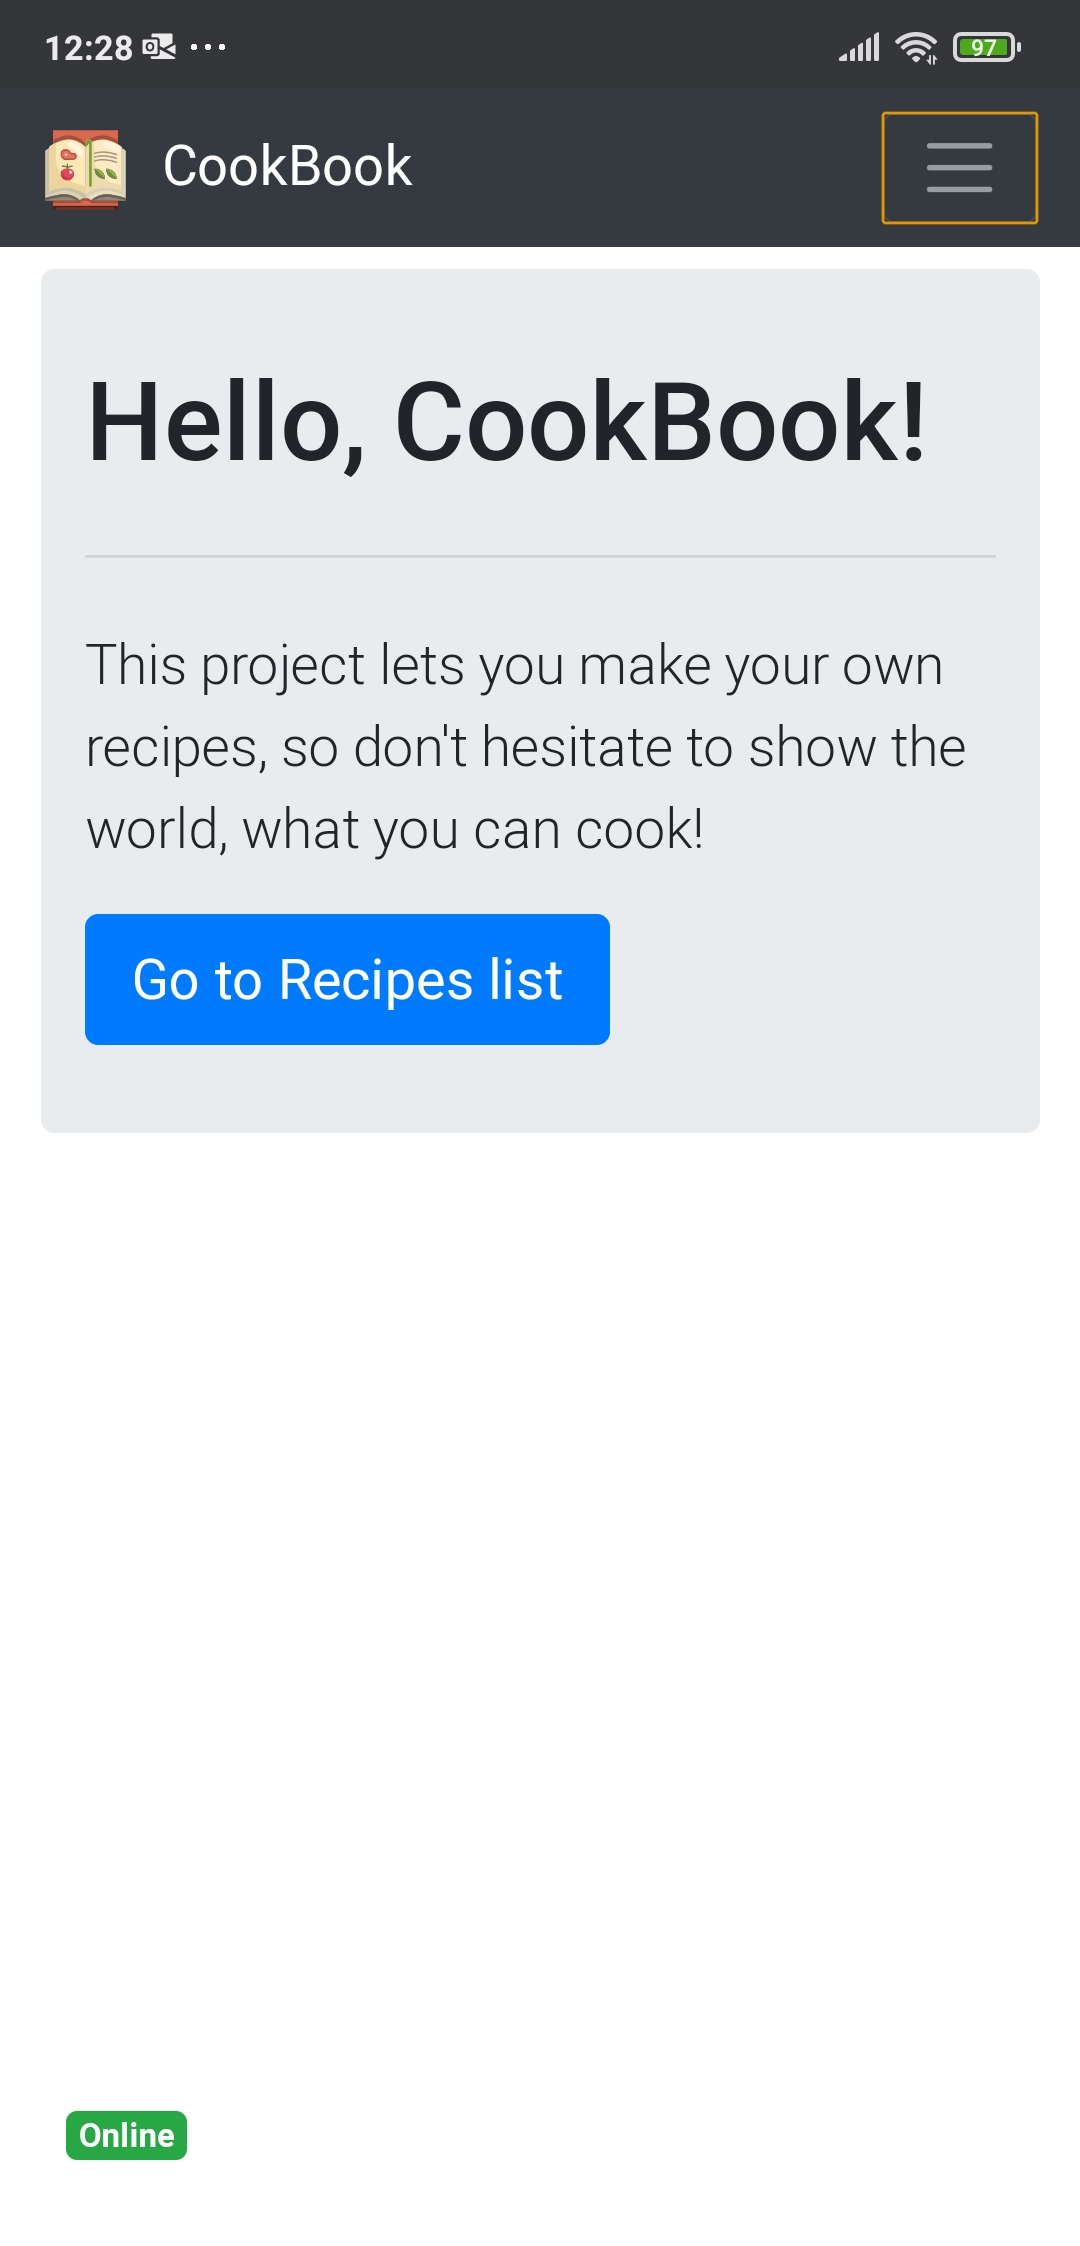 12:28
97
CookBook
Hello, CookBook!
This project lets you make your own
recipes, so don't hesitate to show the
world, what you can cook!
Go to Recipes list
Online